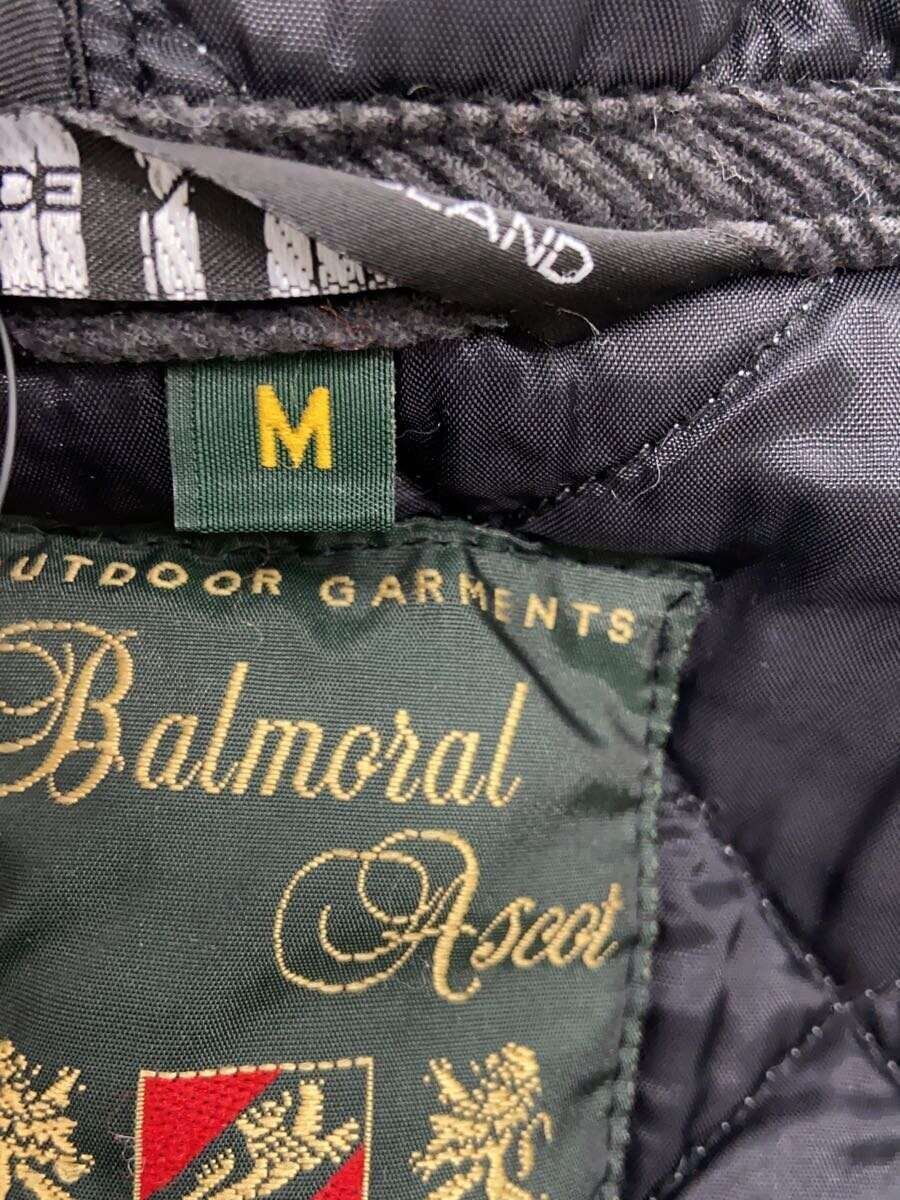 LAND
M
OUTDOOR GARMENTS
Balmoral
Ascot